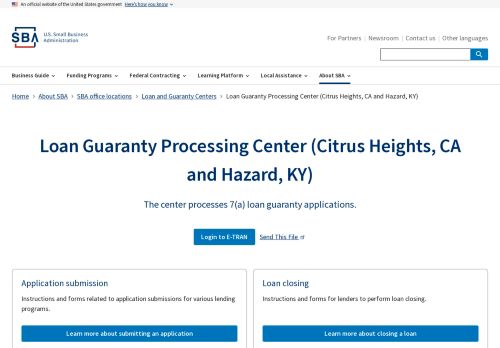 An official website of the United States government Here's how you know
SBA U.S. Small Business
Administration
For Partners Newsroom Contact us Other languages
Business Guide Funding Programs Federal Contracting Learning Platform Local Assistance About SBA
Home › About SBA › SBA office locations › Loan and Guaranty Centers › Loan Guaranty Processing Center (Citrus Heights, CA and Hazard, KY)
Loan Guaranty Processing Center (Citrus Heights, CA
and Hazard, KY)
The center processes 7(a) loan guaranty applications.
Login to E-TRAN Send This File
Application submission
Instructions and forms related to application submissions for various lending
programs.
Learn more about submitting an application
Loan closing
Instructions and forms for lenders to perform loan closing.
Learn more about closing a loan